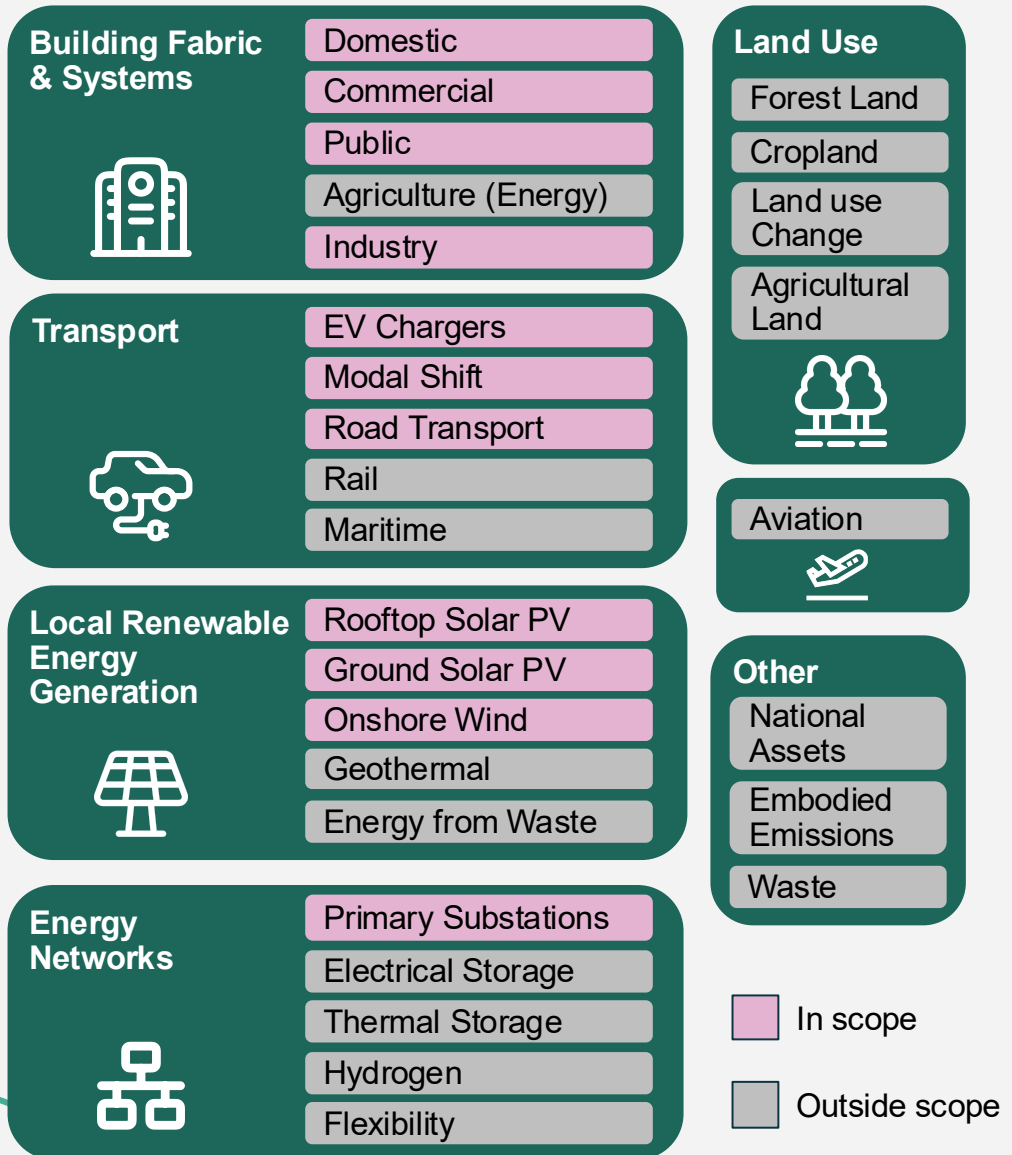 Building Fabric
& Systems
Domestic
Commercial
Public
Agriculture (Energy)
Industry
Transport
EV Chargers
Modal Shift
Road Transport
Rail
Maritime
Local Renewable
Energy
Generation
Rooftop Solar PV
Ground Solar PV
Onshore Wind
Geothermal
Energy from Waste
Energy
Networks
Primary Substations
Electrical Storage
Thermal Storage
Hydrogen
Flexibility
Land Use
Forest Land
Cropland
Land use
Change
Agricultural
Land
Aviation
Other
National
Assets
Embodied
Emissions
Waste
In scope
Outside scope